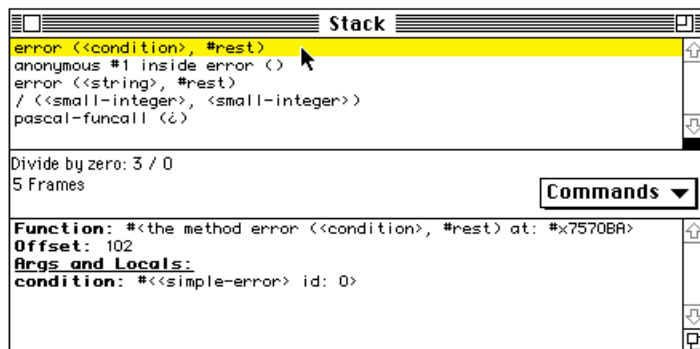 Stack
error (<condition>, #rest)
anonymous #1 inside error ()
error (<string>, #rest)
/ (<small-integer>, <small-integer>)
pascal-funcall (¿)
Divide by zero: 3 / 0
5 Frames
Commands
Function: #<the method error (<condition>, #rest) at: #x7570BA>
Offset: 102
Args and Locals:
condition: #<<simple-error> id: 0>